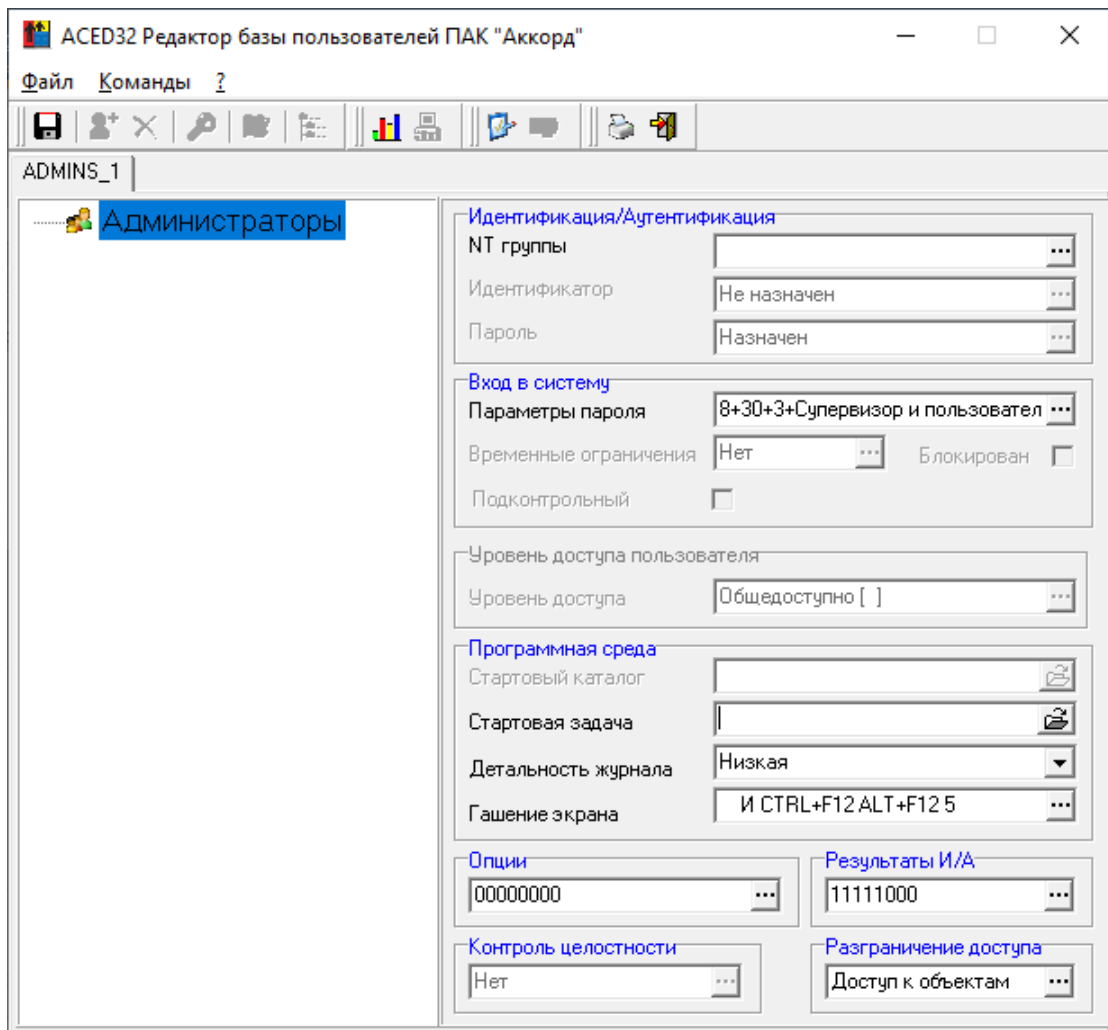 ACED32 Редактор базы пользователей ПАК "Аккорд"
Файл Команды ?
ADMINS_1
Администраторы
Идентификация/Аутентификация
NT группы
Идентификатор Не назначен
Пароль Назначен
Вход в систему
Параметры пароля 8+30+3+Супервизор и пользовател
Временные ограничения Нет Блокирован
Подконтрольный
Уровень доступа пользователя
Уровень доступа Общедоступно [ ]
Программная среда
Стартовый каталог
Стартовая задача
Детальность журнала Низкая
Гашение экрана И CTRL+F12 ALT+F12 5
Опции Результаты И/А
00000000 11111000
Контроль целостности Разграничение доступа
Нет Доступ к объектам